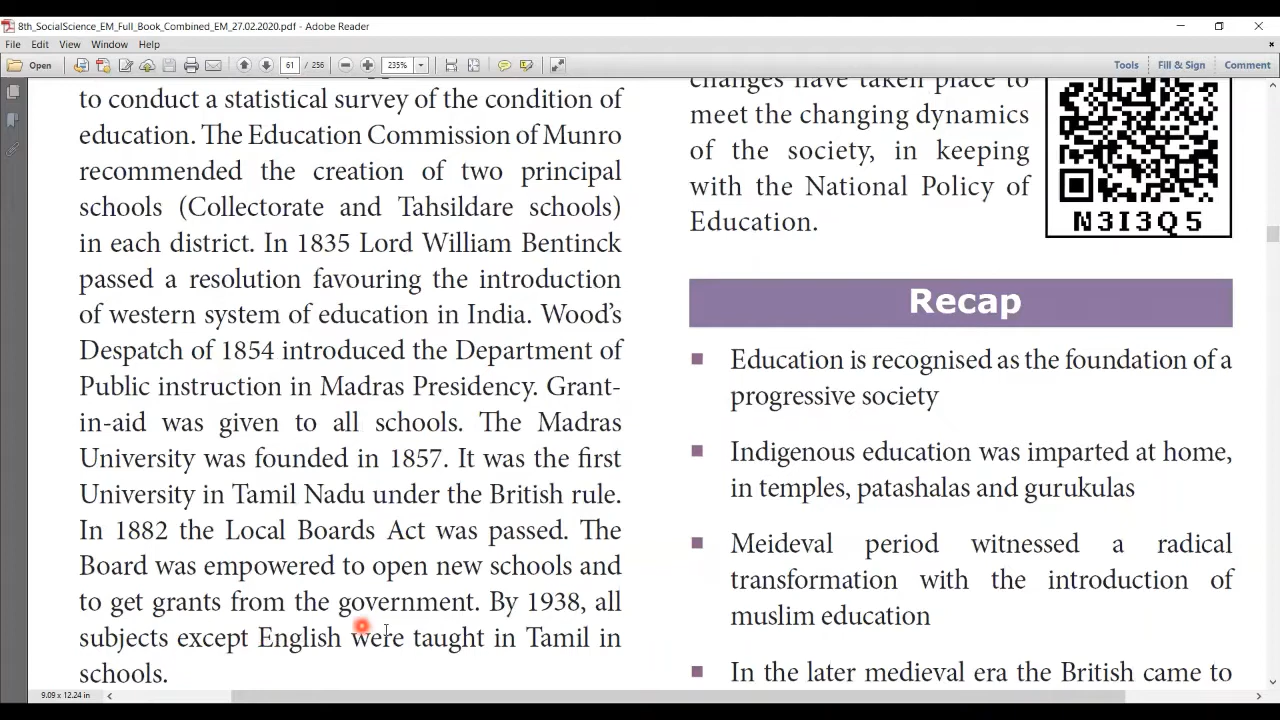 8th_SocialScience_EM_Full_Book_Combined_EM_27.02.2020.pdf - Adobe Reader
File Edit View Window Help
Open 61 / 256 235% Tools Fill & Sign Comment
to conduct a statistical survey of the condition of
education. The Education Commission of Munro
recommended the creation of two principal
schools (Collectorate and Tahsildare schools)
in each district. In 1835 Lord William Bentinck
passed a resolution favouring the introduction
of western system of education in India. Wood's
Despatch of 1854 introduced the Department of
Public instruction in Madras Presidency. Grant-
in-aid was given to all schools. The Madras
University was founded in 1857. It was the first
University in Tamil Nadu under the British rule.
In 1882 the Local Boards Act was passed. The
Board was empowered to open new schools and
to get grants from the government. By 1938, all
subjects except English were taught in Tamil in
schools.
changes have taken place to
meet the changing dynamics
of the society, in keeping
with the National Policy of
Education.
N3I3Q5
Recap
Education is recognised as the foundation of a
progressive society
Indigenous education was imparted at home,
in temples, patashalas and gurukulas
Meideval period witnessed a radical
transformation with the introduction of
muslim education
In the later medieval era the British came to
9.09 x 12.24 in